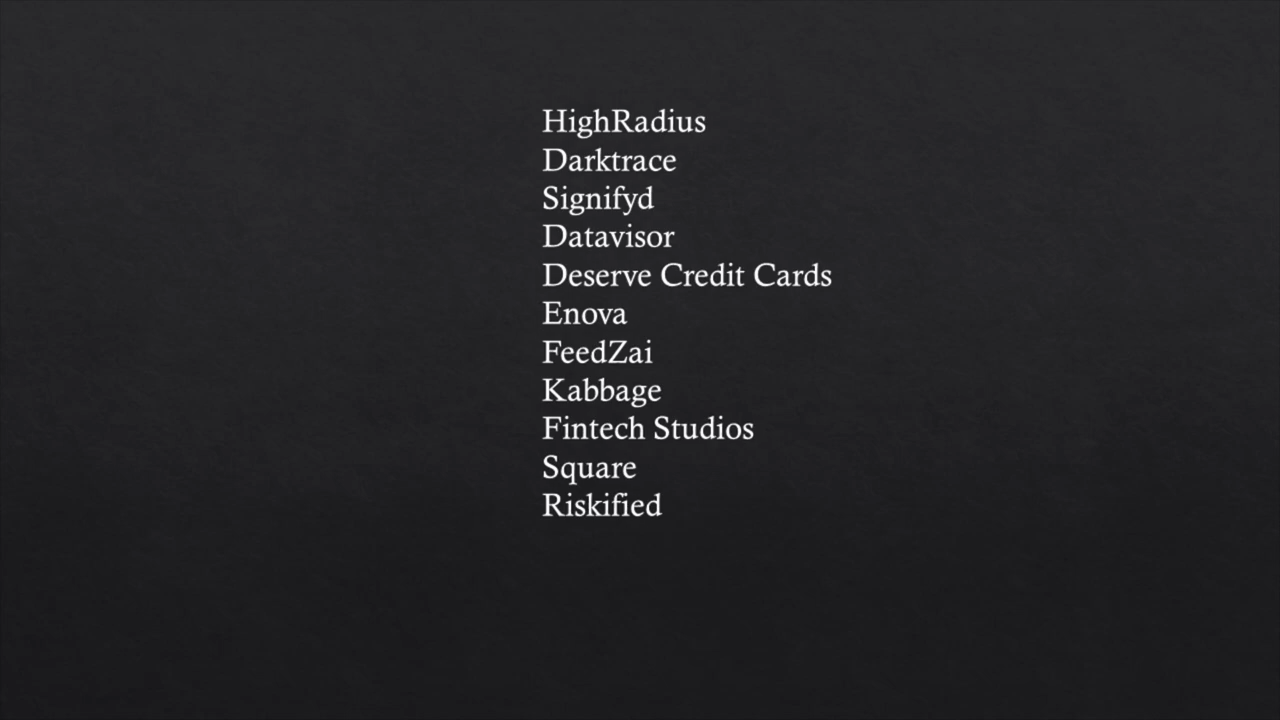 HighRadius
Darktrace
Signifyd
Datavisor
Deserve Credit Cards
Enova
FeedZai
Kabbage
Fintech Studios
Square
Riskified